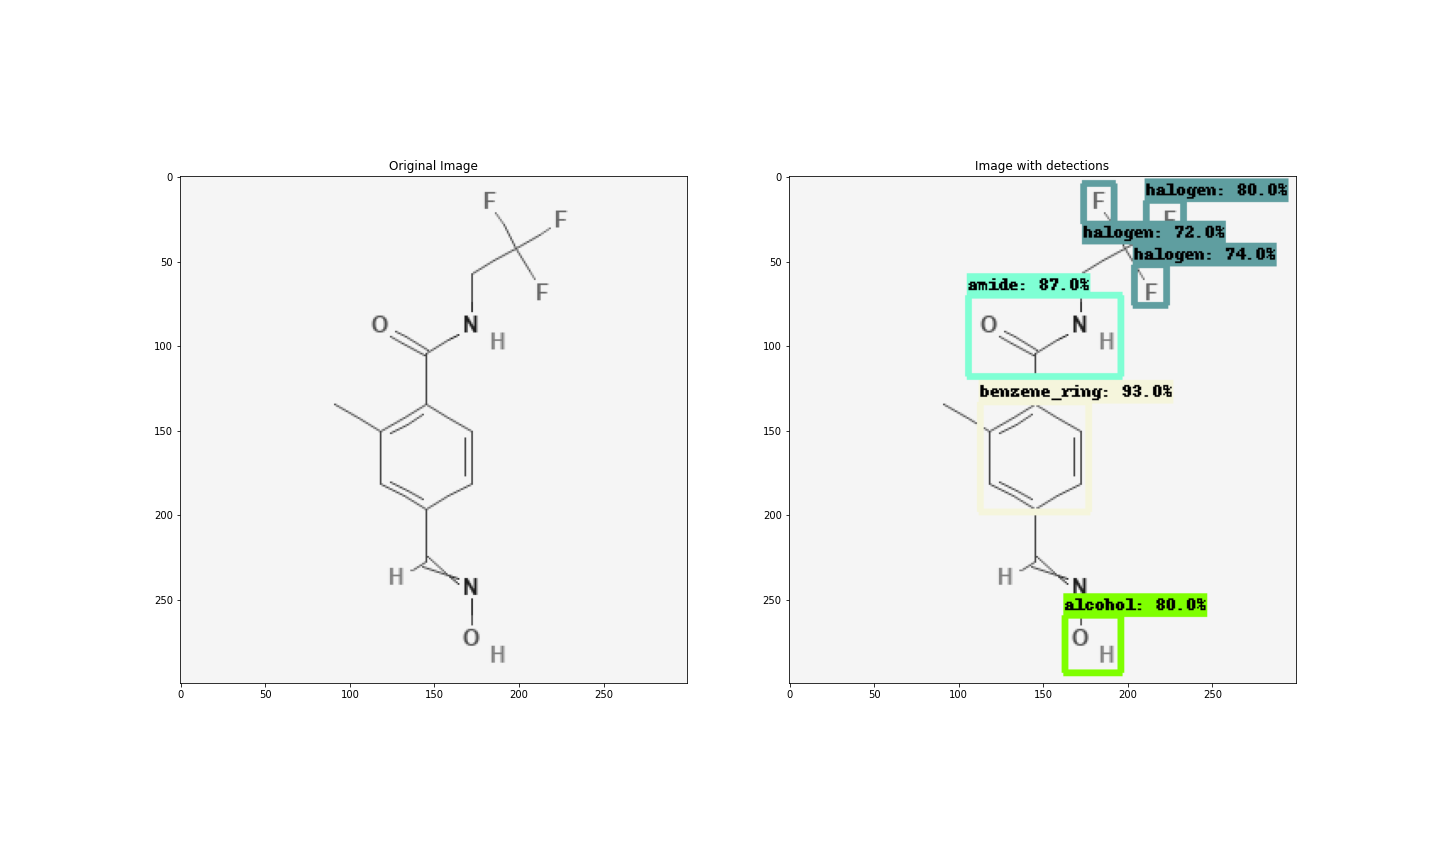 Original Image
0
50
100
150
200
250
0 50 100 150 200 250
F
F
F
O
N
H
H
N
O
H
Image with detections
0
50
100
150
200
250
0 50 100 150 200 250
halogen: 80.0%
F
F
halogen: 72.0%
halogen: 74.0%
F
amide: 87.0%
O
N
H
benzene_ring: 93.0%
H
N
alcohol: 80.0%
O
H